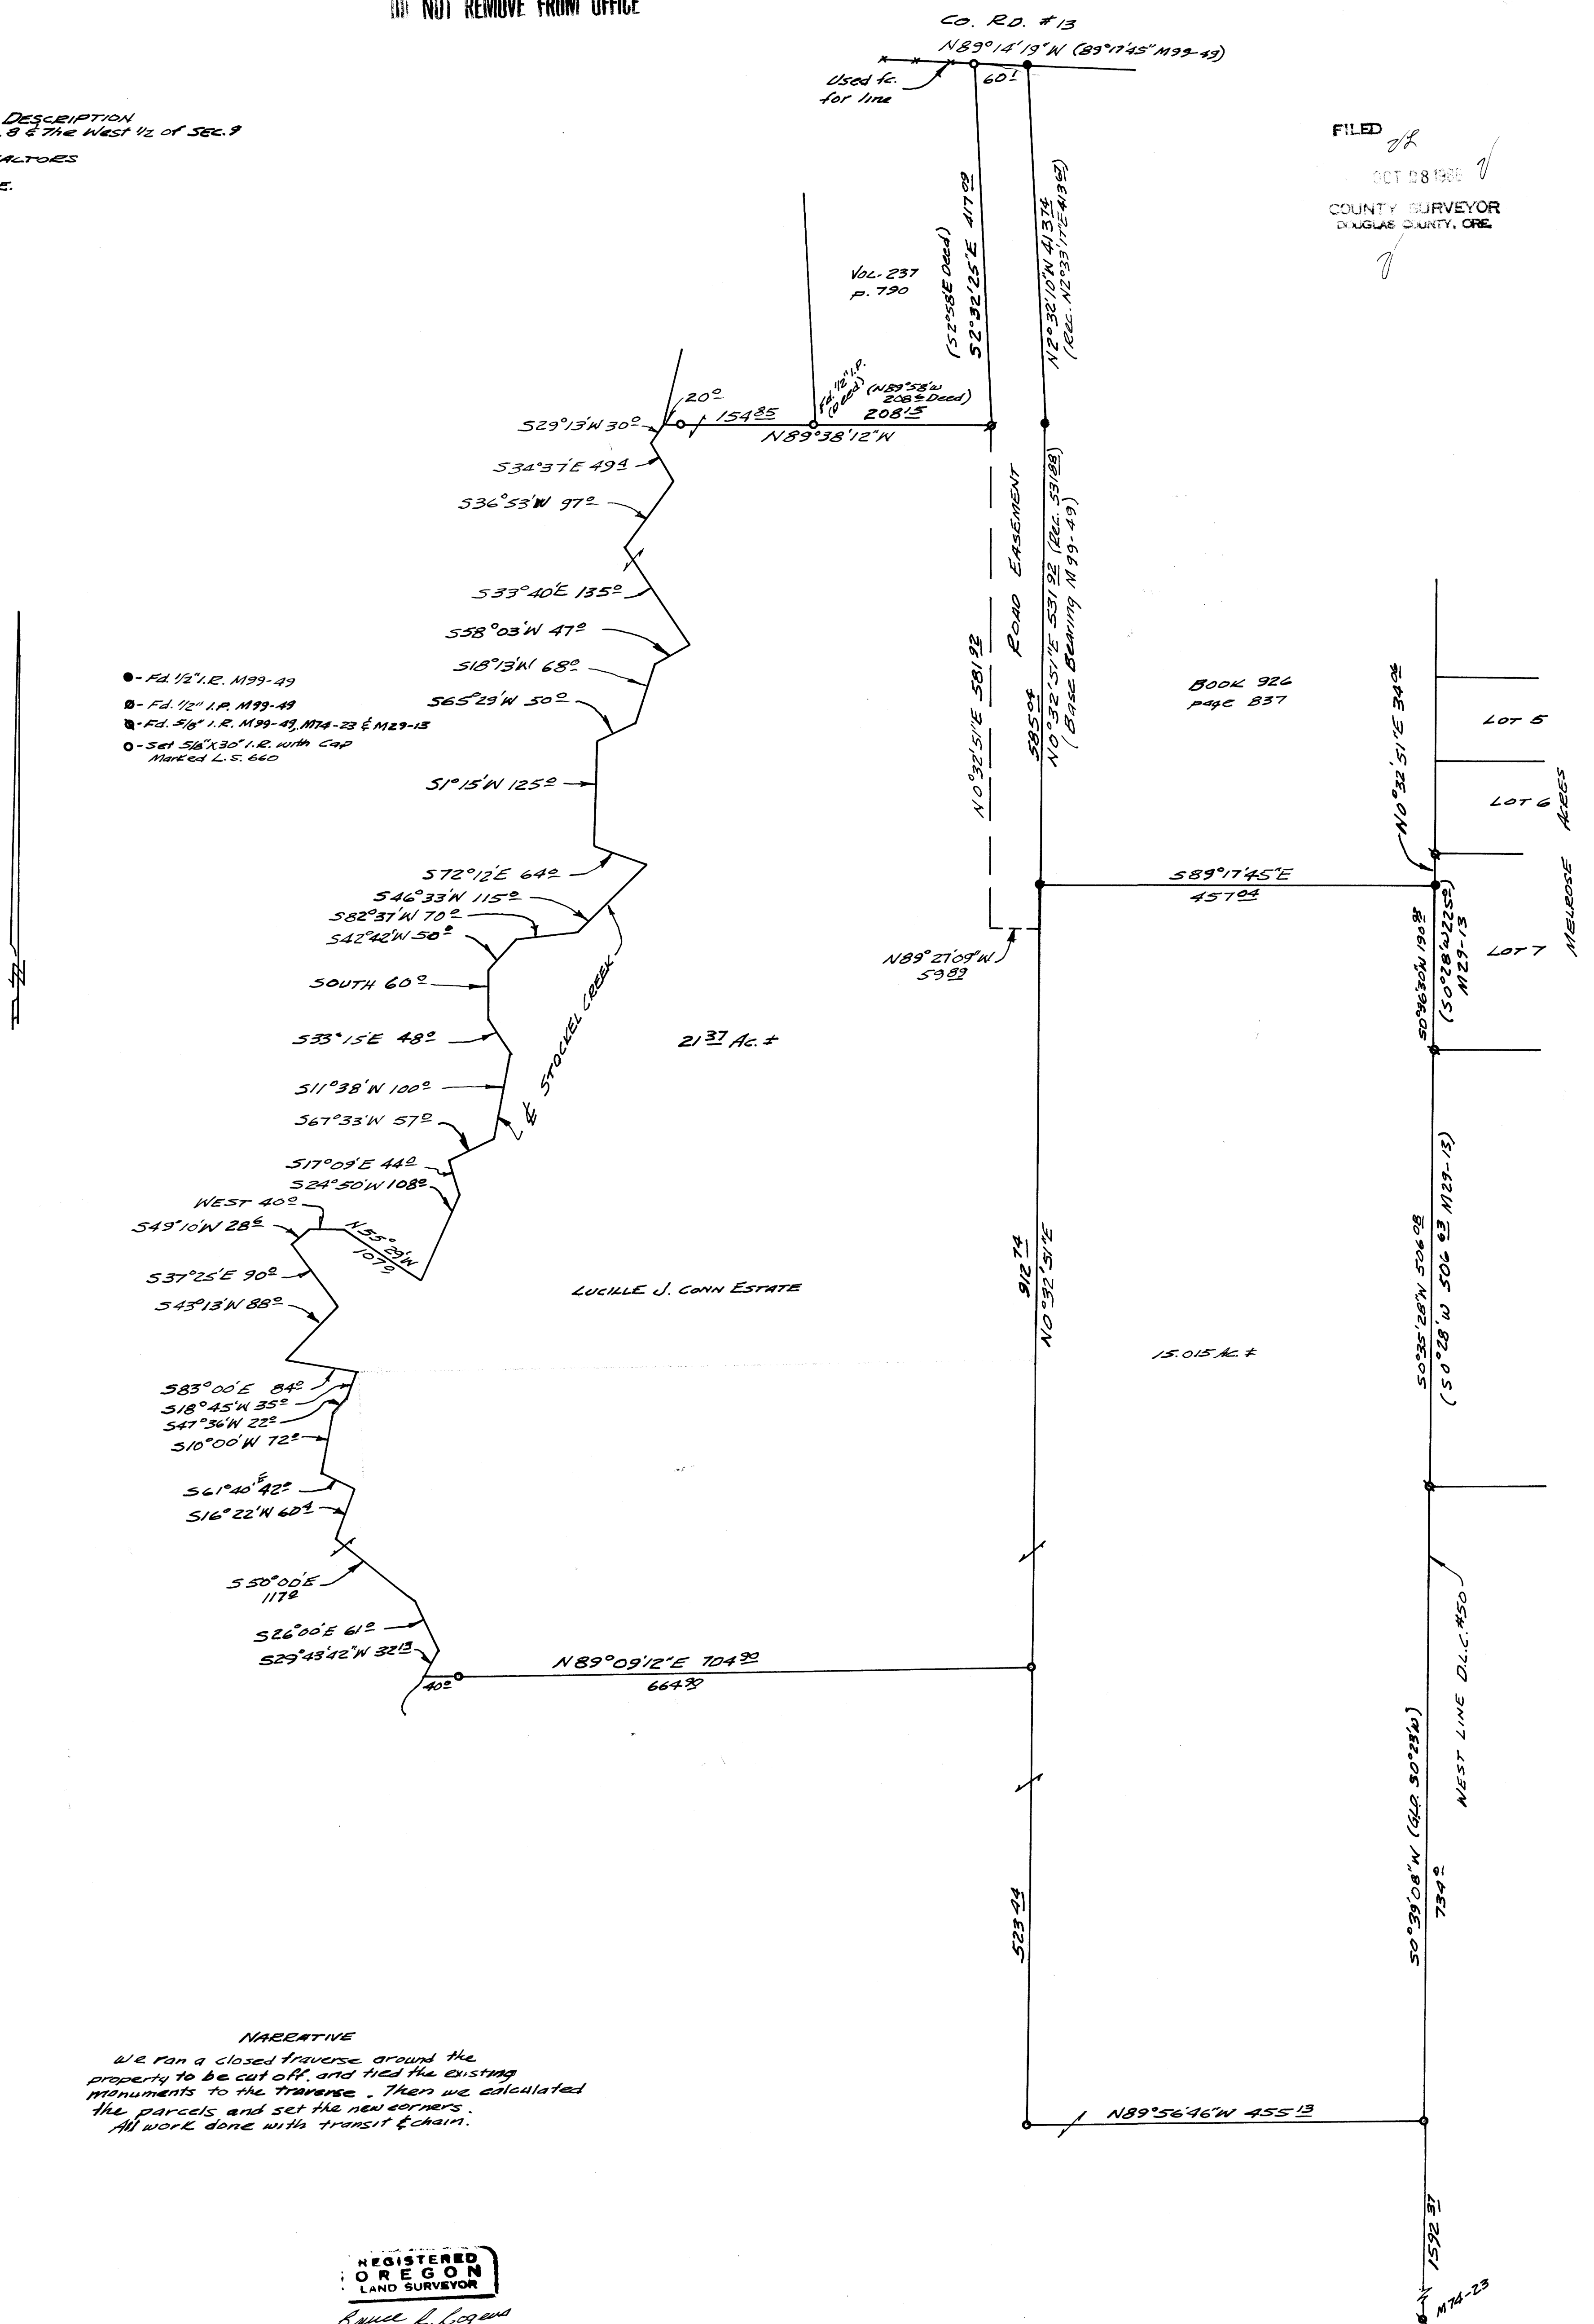 DO NOT REMOVE FROM OFFICE
CO. RD. #13
N89°14'19"W (89°17'45" M99-49)
Used fc.
for line
60±
DESCRIPTION
8 & The West 1/2 of SEC. 9
FILED
OCT 28
COUNTY SURVEYOR
DOUGLAS COUNTY, ORE.
VOL. 237
P. 790
(S2°58'E Deed)
S2°32'25"E 417.09
N2°32'10"W 413.74
Fd. 1/2" I.P.
(Deed)
(N89°58'W
Deed)
208.15
20.0
154.85
N89°38'12"W
S29°13'W 30.0
S34°37'E 49.4
S36°53'W 97.0
S33°40'E 135.0
S58°03'W 47.0
S18°13'W 68.0
S65°29'W 50.0
S1°15'W 125.0
S72°12'E 64.0
S46°33'W 115.0
S82°37'W 70.0
S42°42'W 50.0
SOUTH 60.0
S33°15'E 48.0
S11°38'W 100.0
S67°33'W 57.0
S17°09'E 44.0
S24°50'W 108.0
WEST 40.0
S49°10'W 28.6
N55°29'W
107.0
S37°25'E 90.0
S43°13'W 88.0
S83°00'E 84.0
S18°45'W 35.0
S47°36'W 22.0
S10°00'W 72.0
S61°40'E 42.0
S16°22'W 60.4
S50°00'E
117.0
S26°00'E 61.0
S29°43'42"W 32.13
℄ STOCKEL CREEK
●- Fd. 1/2" I.R. M99-49
- Fd. 1/2" I.P. M99-49
- Fd. 5/8" I.R. M99-49, M74-23 & M29-13
O - Set 5/8"x30" I.R. with Cap
Marked L.S. 660
ROAD EASEMENT
N0°32'51"E 581.92
585.04
N0°32'51"E 531.92 (Rec. 531.88)
(Base Bearing M99-49)
BOOK 926
page 837
N0°32'51"E 34.06
LOT 5
LOT 6
LOT 7
MELROSE ACRES
S89°17'45"E
457.04
N89°27'09"W
59.89
S0°36'30"W 190.98
(S0°28'W 225.0)
M29-13
21.37 Ac. ±
LUCILLE J. CONN ESTATE
912.74
N0°32'51"E
15.015 Ac. ±
S0°35'28"W 506.08
(S0°28'W 506.63 M29-13)
WEST LINE D.L.C. #50
N89°09'12"E 704.90
40.0
664.90
523.44
S0°39'08"W (GLO. S0°23'W)
734.0
N89°56'46"W 455.13
1592.37
M74-23
NARRATIVE
We ran a closed traverse around the
property to be cut off, and tied the existing
monuments to the traverse. Then we calculated
the parcels and set the new corners.
All work done with transit & chain.
REGISTERED
OREGON
LAND SURVEYOR
Bruce R. Rogers